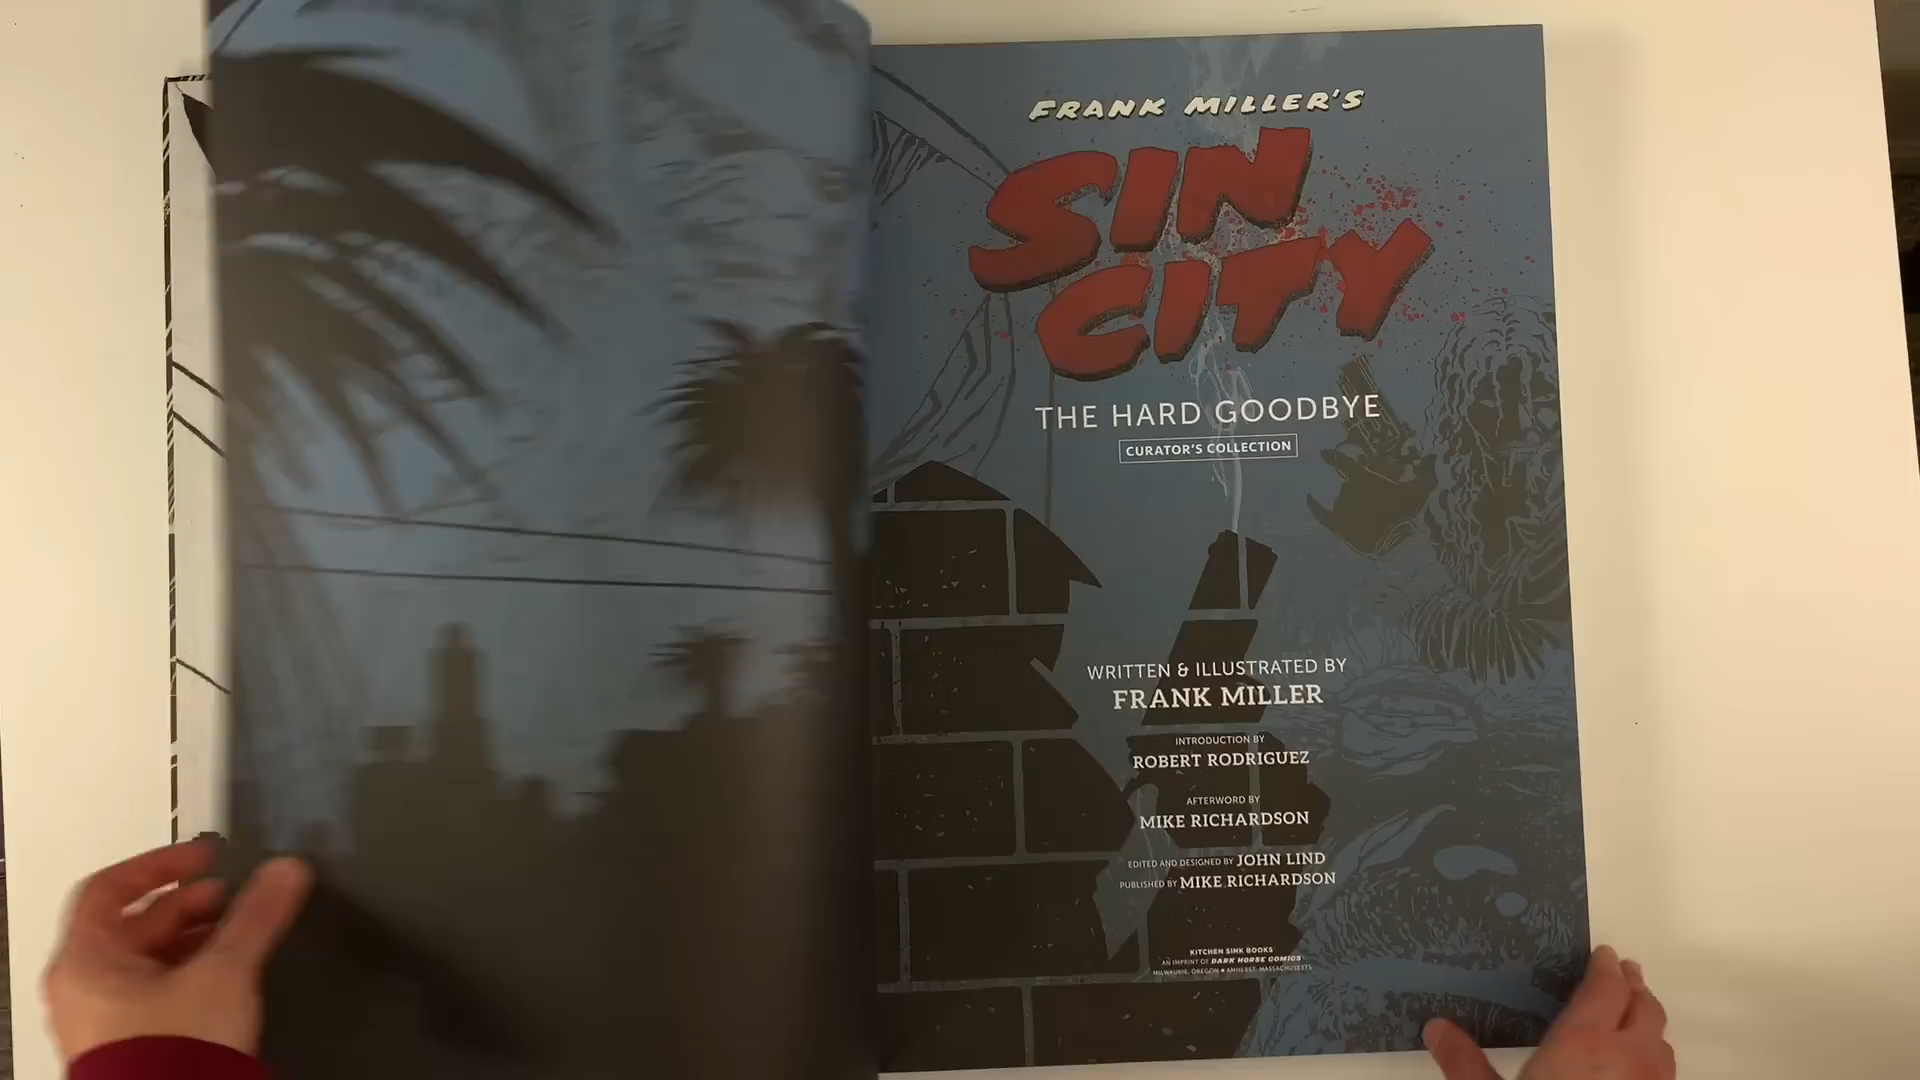 FRANK MILLER'S
SIN
CITY
THE HARD GOODBYE
CURATOR'S COLLECTION
WRITTEN & ILLUSTRATED BY
FRANK MILLER
INTRODUCTION BY
ROBERT RODRIGUEZ
AFTERWORD BY
MIKE RICHARDSON
EDITED AND DESIGNED BY JOHN LIND
PUBLISHED BY MIKE RICHARDSON
KITCHEN SINK BOOKS
AN IMPRINT OF DARK HORSE COMICS
MILWAUKIE, OREGON • AMHERST, MASSACHUSETTS